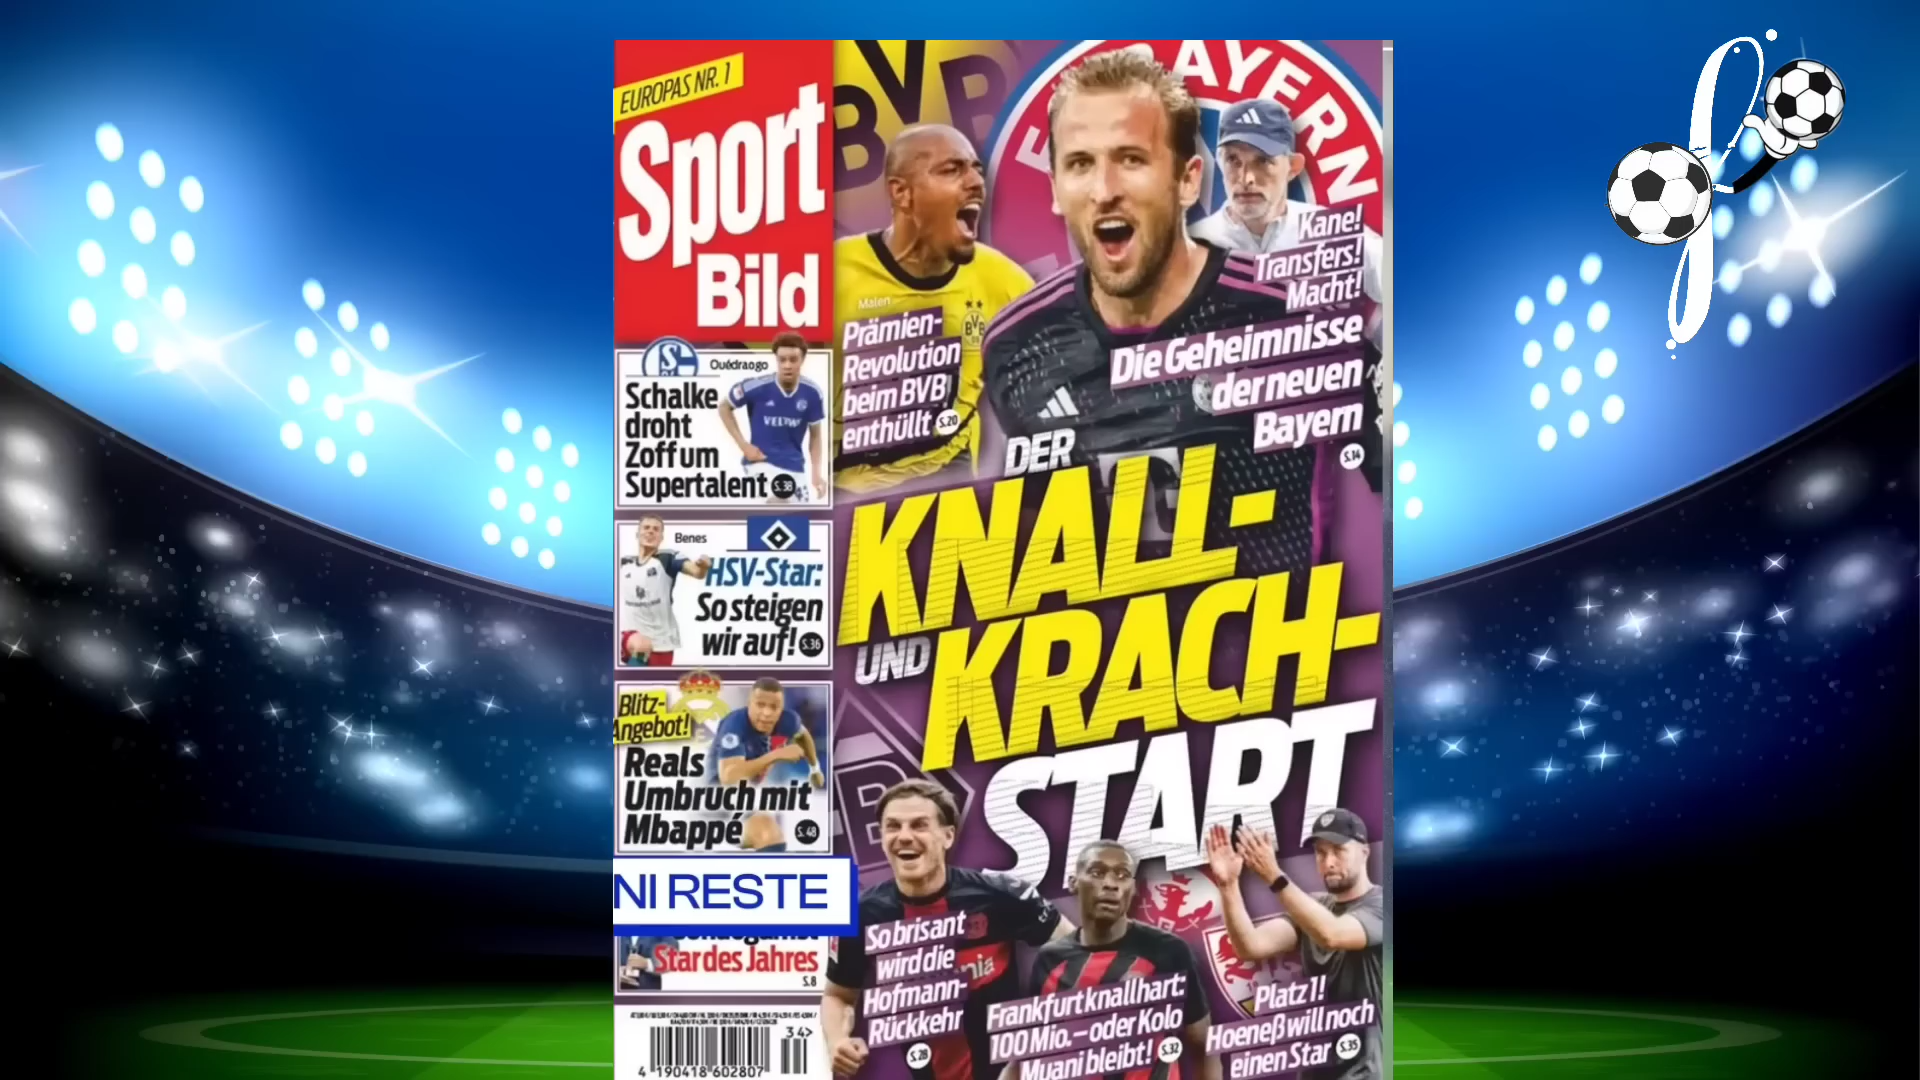 EUROPAS NR. 1
Sport
Bild
BVB
BAYERN
Kane!
Transfers!
Macht!
Die Geheimnisse
der neuen
Bayern
S.14
Malen
Prämien-
Revolution
beim BVB
enthüllt S.20
Ouédraogo
Schalke
droht
Zoff um
Supertalent S.38
VELTINS
Benes
HSV-Star:
So steigen
wir auf! S.36
Blitz-
Angebot!
Reals
Umbruch mit
Mbappé S.48
NI RESTE
Star des Jahres
S.8
DER
KNALL-
UND KRACH-
START
So brisant
wird die
Hofmann-
Rückkehr
S.28
Frankfurt knallhart:
100 Mio. – oder Kolo
Muani bleibt! S.32
Platz 1!
Hoeneß will noch
einen Star S.35
34>
4 190418 602807